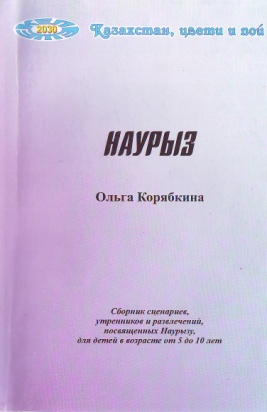 2030
Қазақстан, цвети и пой
НАУРЫЗ
Ольга Корябкина
Сборник сценариев,
утренников и развлечений,
посвященных Наурызу,
для детей в возрасте от 5 до 10 лет